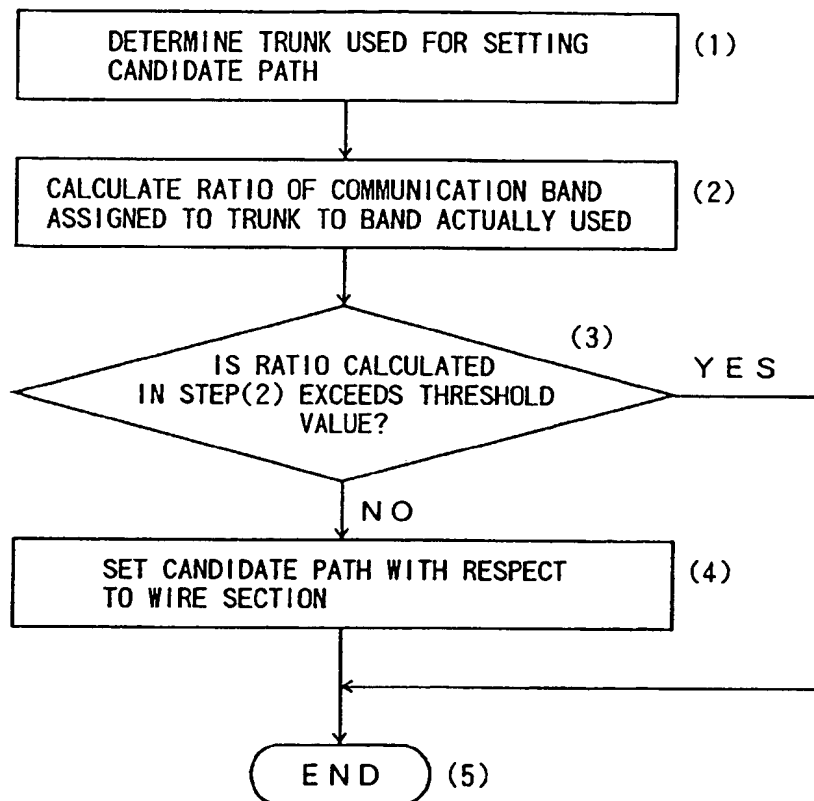 DETERMINE TRUNK USED FOR SETTING
CANDIDATE PATH
(1)
CALCULATE RATIO OF COMMUNICATION BAND
ASSIGNED TO TRUNK TO BAND ACTUALLY USED
(2)
(3)
IS RATIO CALCULATED
IN STEP(2) EXCEEDS THRESHOLD
VALUE?
YES
NO
SET CANDIDATE PATH WITH RESPECT
TO WIRE SECTION
(4)
END
(5)